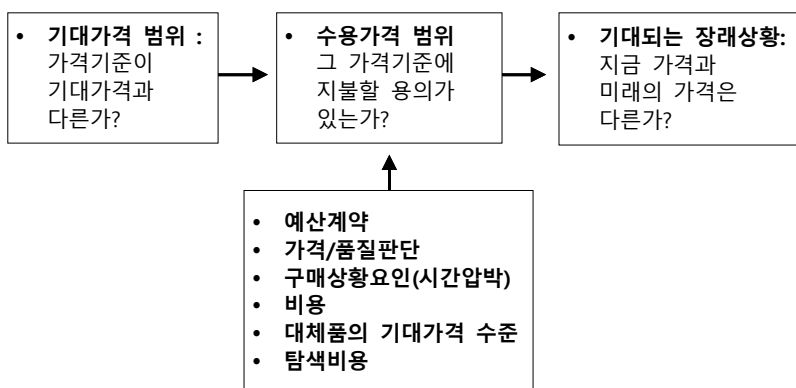 • 기대가격 범위 :
가격기준이
기대가격과
다른가?
• 수용가격 범위
그 가격기준에
지불할 용의가
있는가?
• 기대되는 장래상황:
지금 가격과
미래의 가격은
다른가?
• 예산계약
• 가격/품질판단
• 구매상황요인(시간압박)
• 비용
• 대체품의 기대가격 수준
• 탐색비용